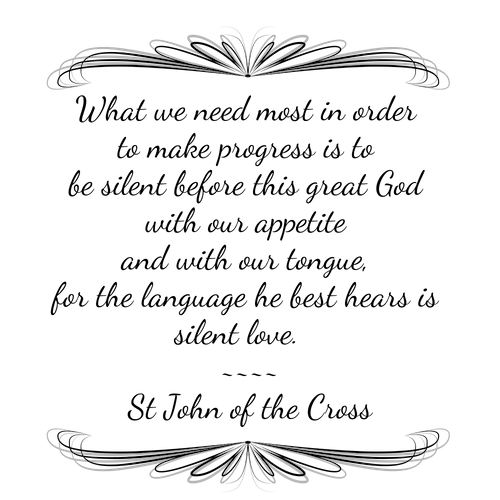 What we need most in order
to make progress is to
be silent before this great God
with our appetite
and with our tongue,
for the language he best hears is
silent love.
~~~~
St John of the Cross